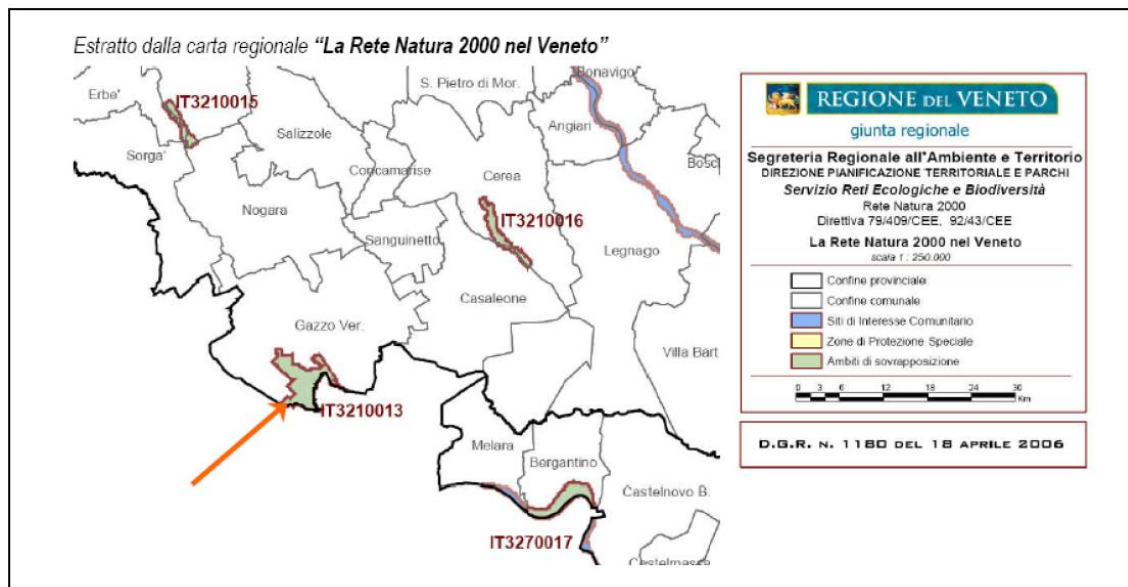 Estratto dalla carta regionale “La Rete Natura 2000 nel Veneto”
Erbe'
IT3210015
S. Pietro di Mor.
Bonavigo
Salizzole
Angiari
Sorga'
Bosc
Concamarise
Cerea
Nogara
IT3210016
Sanguinetto
Legnago
Casaleone
Gazzo Ver.
Villa Bart
IT3210013
Melara
Bergantino
Castelnovo B.
IT3270017
Castelmassa
REGIONE DEL VENETO
giunta regionale
Segreteria Regionale all'Ambiente e Territorio
DIREZIONE PIANIFICAZIONE TERRITORIALE E PARCHI
Servizio Reti Ecologiche e Biodiversità
Rete Natura 2000
Direttiva 79/409/CEE, 92/43/CEE
La Rete Natura 2000 nel Veneto
scala 1 : 250.000
Confine provinciale
Confine comunale
Siti di Interesse Comunitario
Zone di Protezione Speciale
Ambiti di sovrapposizione
0 3 6 12 18 24 30
Km
D.G.R. N. 1180 DEL 18 APRILE 2006